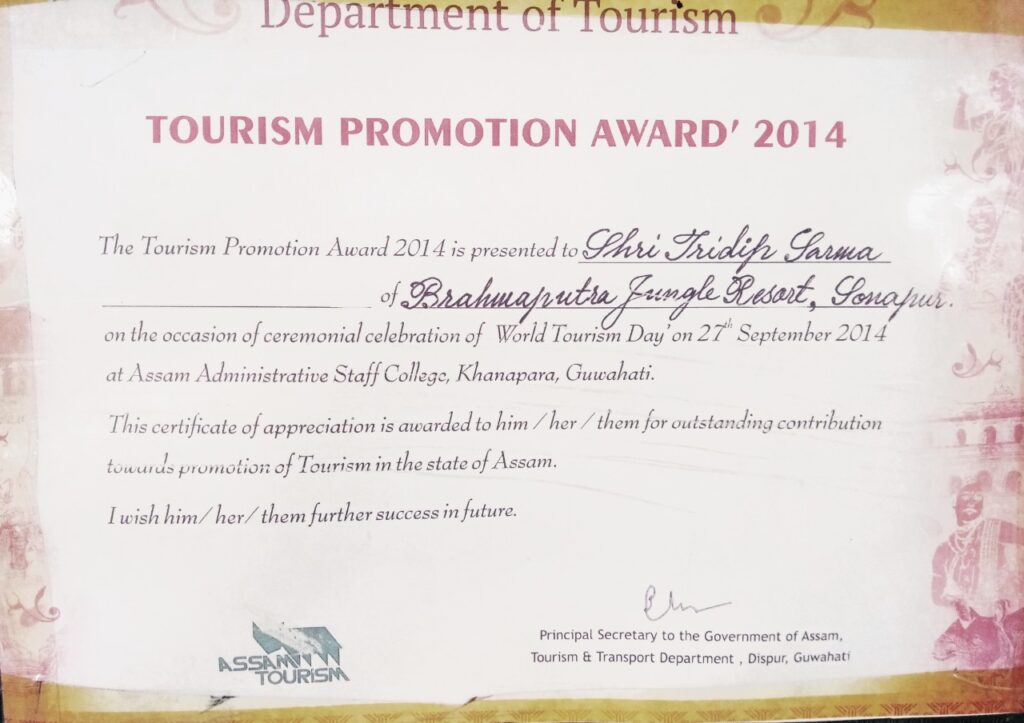 Department of Tourism
TOURISM PROMOTION AWARD' 2014
The Tourism Promotion Award 2014 is presented to Shri Tridip Sarma
of Brahmaputra Jungle Resort, Sonapur.
on the occasion of ceremonial celebration of 'World Tourism Day' on 27th September 2014
at Assam Administrative Staff College, Khanapara, Guwahati.
This certificate of appreciation is awarded to him / her / them for outstanding contribution
towards promotion of Tourism in the state of Assam.
I wish him/ her/ them further success in future.
ASSAM
TOURISM
Principal Secretary to the Government of Assam,
Tourism & Transport Department , Dispur, Guwahati